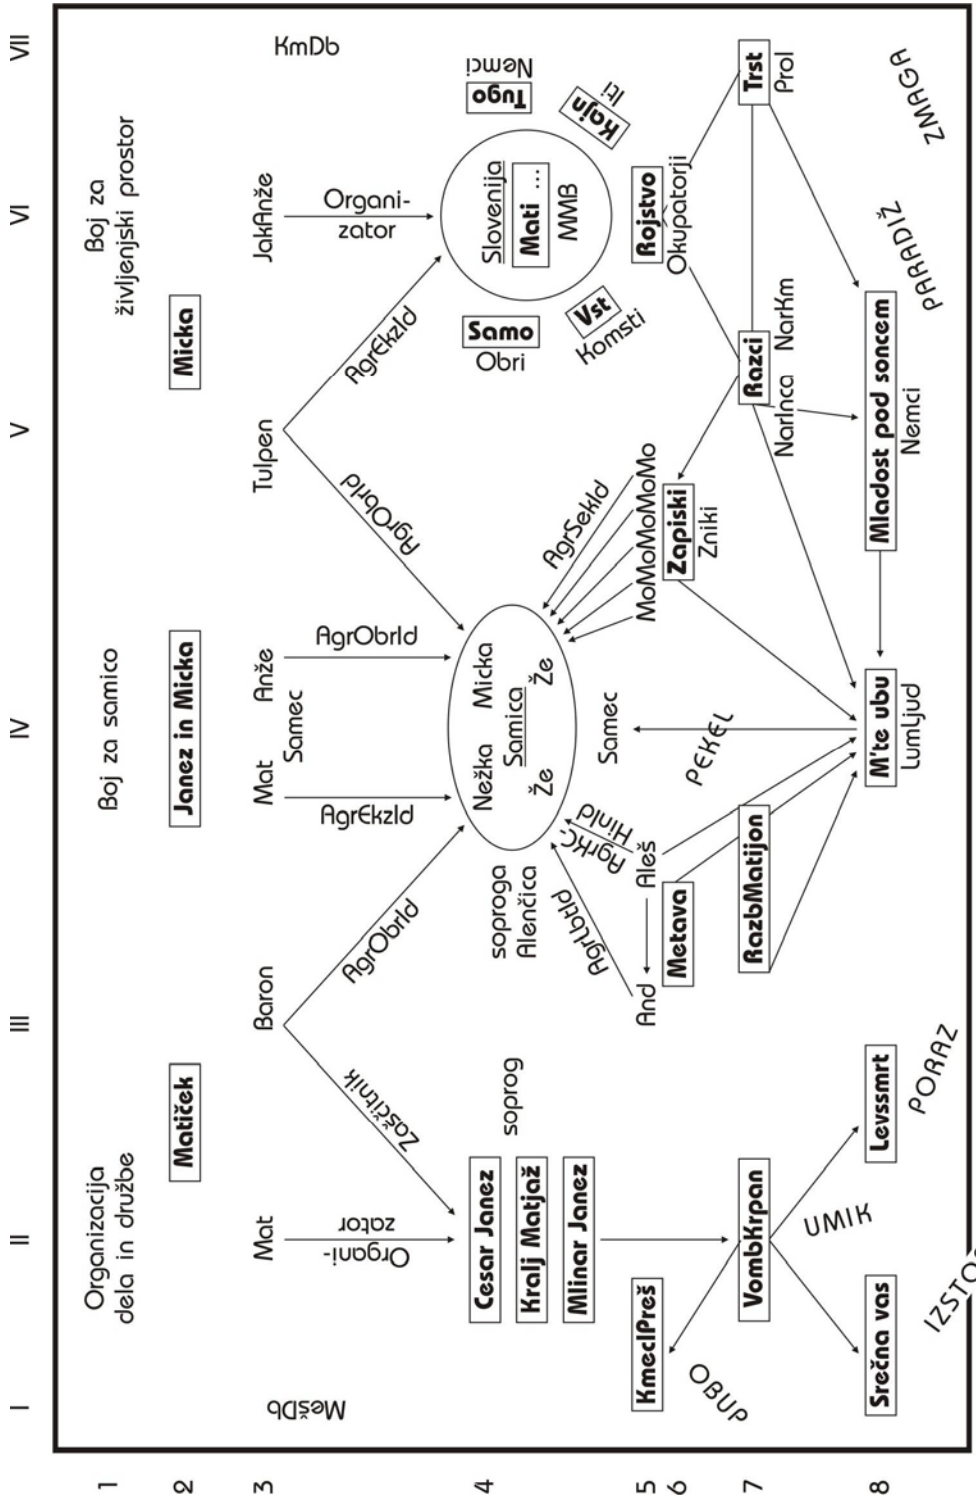 I
II
III
IV
V
VI
VII
1
Organizacija
dela in družbe
Boj za samico
Boj za
življenjski prostor
2
Matiček
Janez in Micka
Micka
3
MešDb
Mat
Baron
Mat
Anže
Samec
Tulpen
JakAnže
KmDb
Organi-
zator
Zaščitnik
AgrObrId
AgrEkzId
AgrObrId
AgrObrId
AgrEkzId
Organi-
zator
4
Cesar Janez
Kralj Matjaž
Mlinar Janez
soprog
soproga
Alenčica
Nežka
Micka
Samica
Že
Že
Samo
Obri
Slovenija
Mati ...
MMB
Tugo
Nemci
Kajn
Iti
Vst
Komsti
AgrLbtId
AgrKČ
HinId
AgrSekId
Samec
5
And
Aleš
MoMoMoMoMo
6
KmeclPreš
Metava
Zapiski
Zniki
Rojstvo
Okupatorji
OBUP
PEKEL
7
VombKrpan
RazbMatijon
Razci
NarInca
NarKm
Trst
Prol
UMIK
8
Srečna vas
Levssmrt
M'te ubu
LumLjud
Mladost pod soncem
Nemci
IZSTO
PORAZ
PARADIŽ
ZMAGA